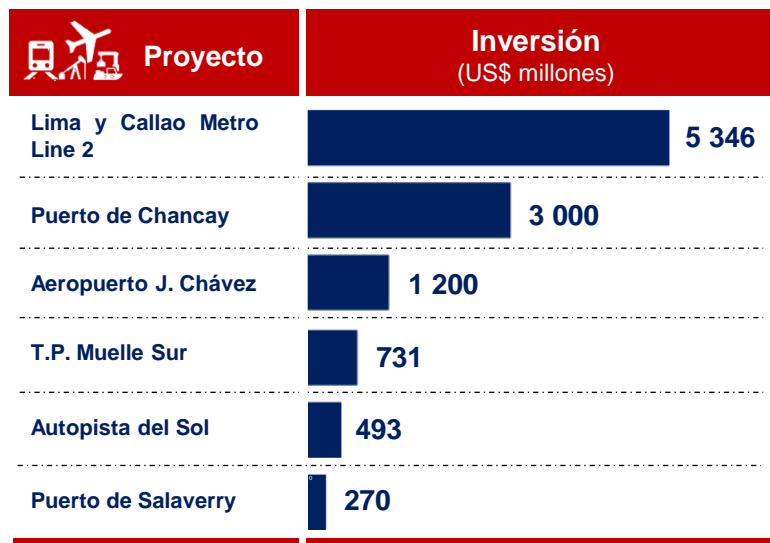 Proyecto
Inversión
(US$ millones)
Lima y Callao Metro
Line 2
5 346
Puerto de Chancay
3 000
Aeropuerto J. Chávez
1 200
T.P. Muelle Sur
731
Autopista del Sol
493
Puerto de Salaverry
0
270